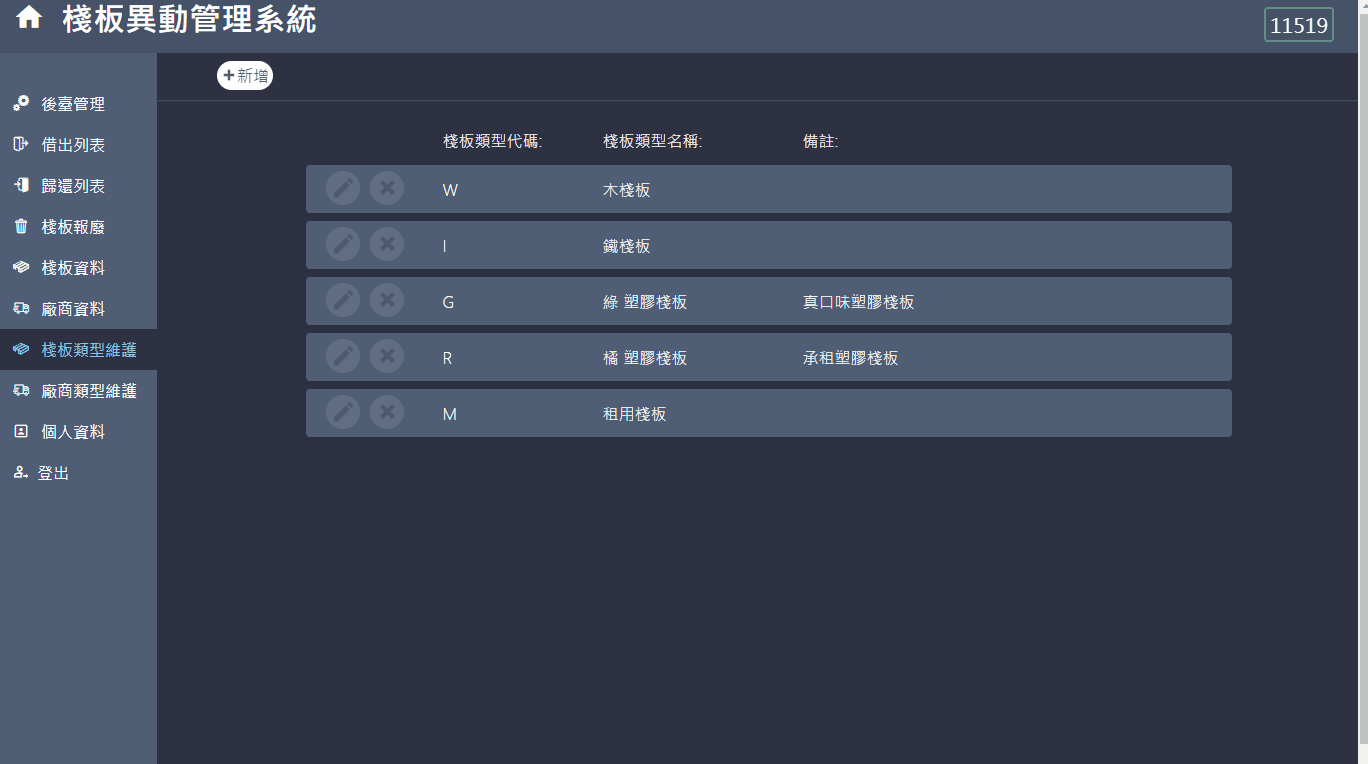 棧板異動管理系統
11519
新增
後臺管理
借出列表
歸還列表
棧板報廢
棧板資料
廠商資料
棧板類型維護
廠商類型維護
個人資料
登出
棧板類型代碼: 棧板類型名稱: 備註:
W 木棧板
I 鐵棧板
G 綠 塑膠棧板 真口味塑膠棧板
R 橘 塑膠棧板 承租塑膠棧板
M 租用棧板